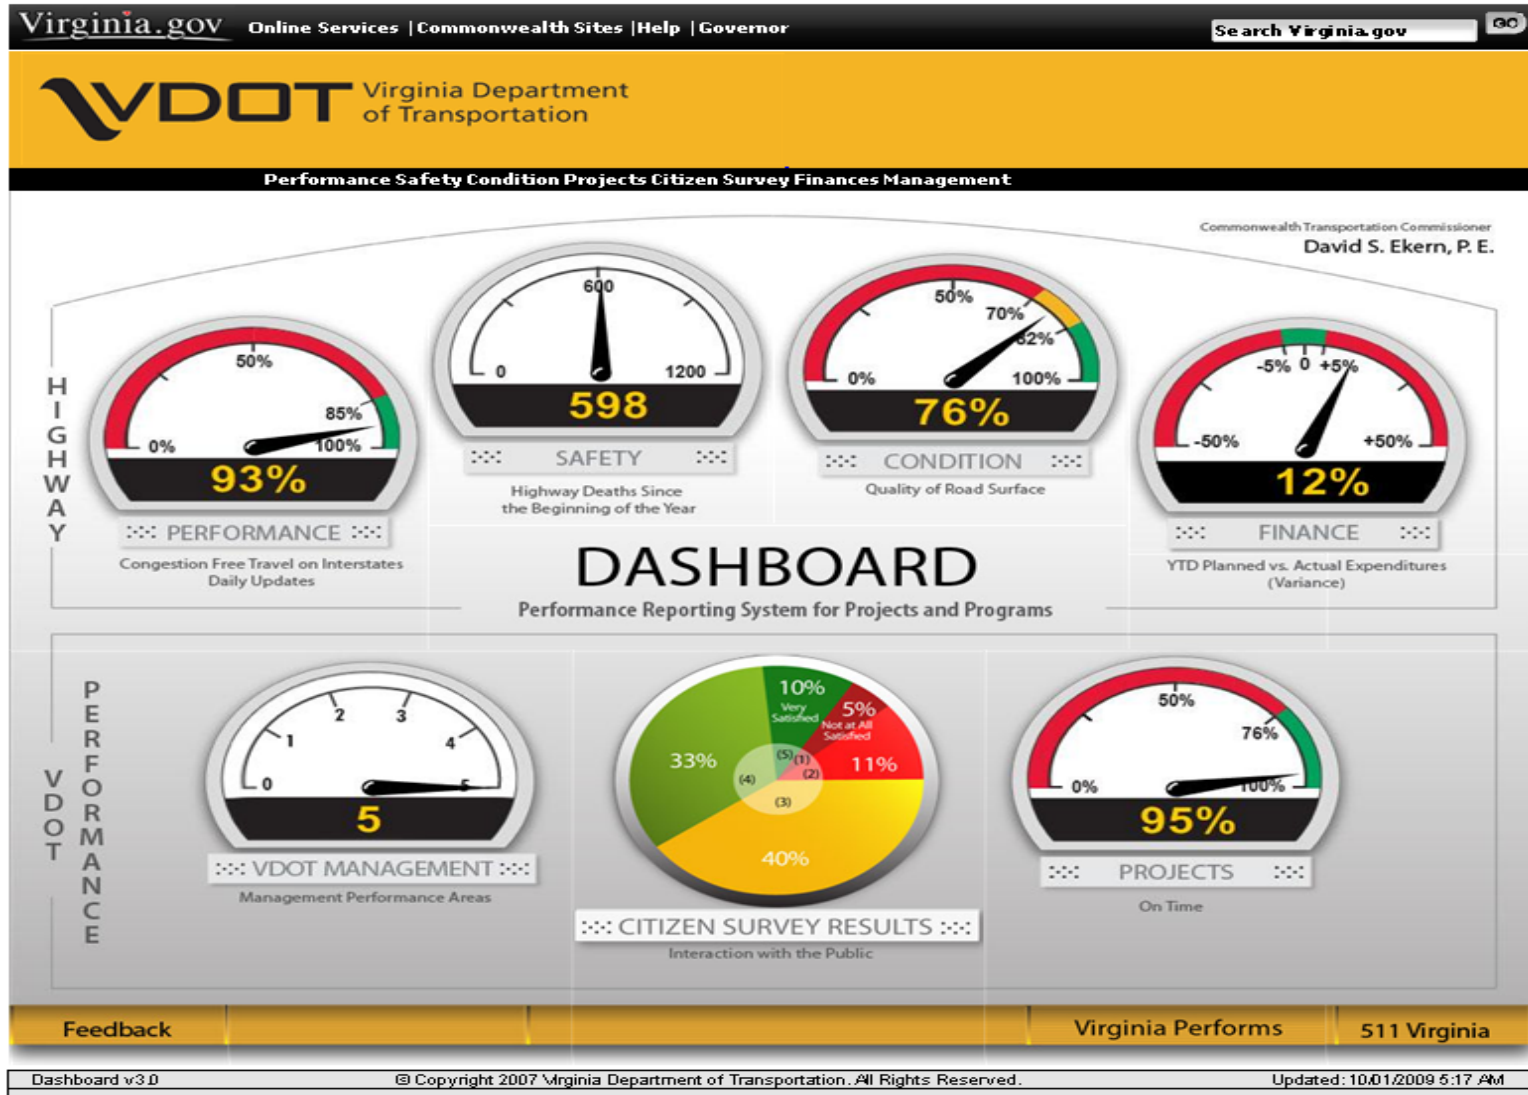 Virginia.gov Online Services |Commonwealth Sites |Help |Governor
Search Virginia.gov GO
VDOT Virginia Department
of Transportation
Performance Safety Condition Projects Citizen Survey Finances Management
Commonwealth Transportation Commissioner
David S. Ekern, P. E.
HIGHWAY
0% 50% 85% 100%
93%
PERFORMANCE
Congestion Free Travel on Interstates
Daily Updates
0 600 1200
598
SAFETY
Highway Deaths Since
the Beginning of the Year
0% 50% 70% 82% 100%
76%
CONDITION
Quality of Road Surface
-50% -5% 0 +5% +50%
12%
FINANCE
YTD Planned vs. Actual Expenditures
(Variance)
DASHBOARD
Performance Reporting System for Projects and Programs
VDOT
PERFORMANCE
0 1 2 3 4 5
5
VDOT MANAGEMENT
Management Performance Areas
10%
Very
Satisfied
5%
Not at All
Satisfied
33%
11%
40%
(5) (1)
(4) (2)
(3)
CITIZEN SURVEY RESULTS
Interaction with the Public
0% 50% 76% 100%
95%
PROJECTS
On Time
Feedback
Virginia Performs
511 Virginia
Dashboard v3.0
© Copyright 2007 Virginia Department of Transportation. All Rights Reserved.
Updated: 10/01/2009 5:17 AM